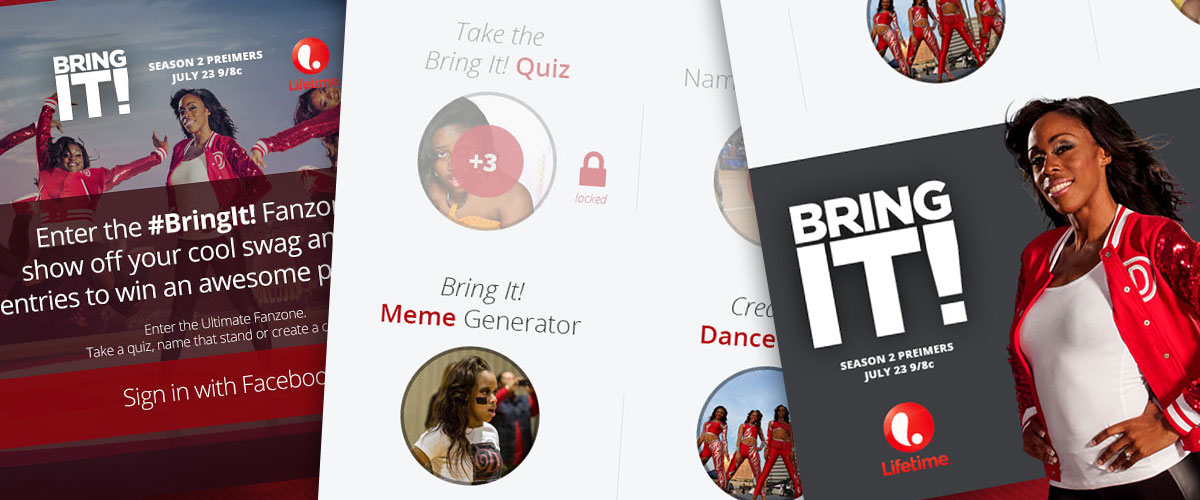 BRING
IT!
SEASON 2 PREIMERS
JULY 23 9/8c
Lifetime
Enter the #BringIt! Fanzo
show off your cool swag an
entries to win an awesome p
Enter the Ultimate Fanzone.
Take a quiz, name that stand or create a c
Sign in with Faceboo
Take the
Bring It! Quiz
+3
locked
Nam
Bring It!
Meme Generator
Crea
Dance
BRING
IT!
SEASON 2 PREIMERS
JULY 23 9/8c
Lifetime
D